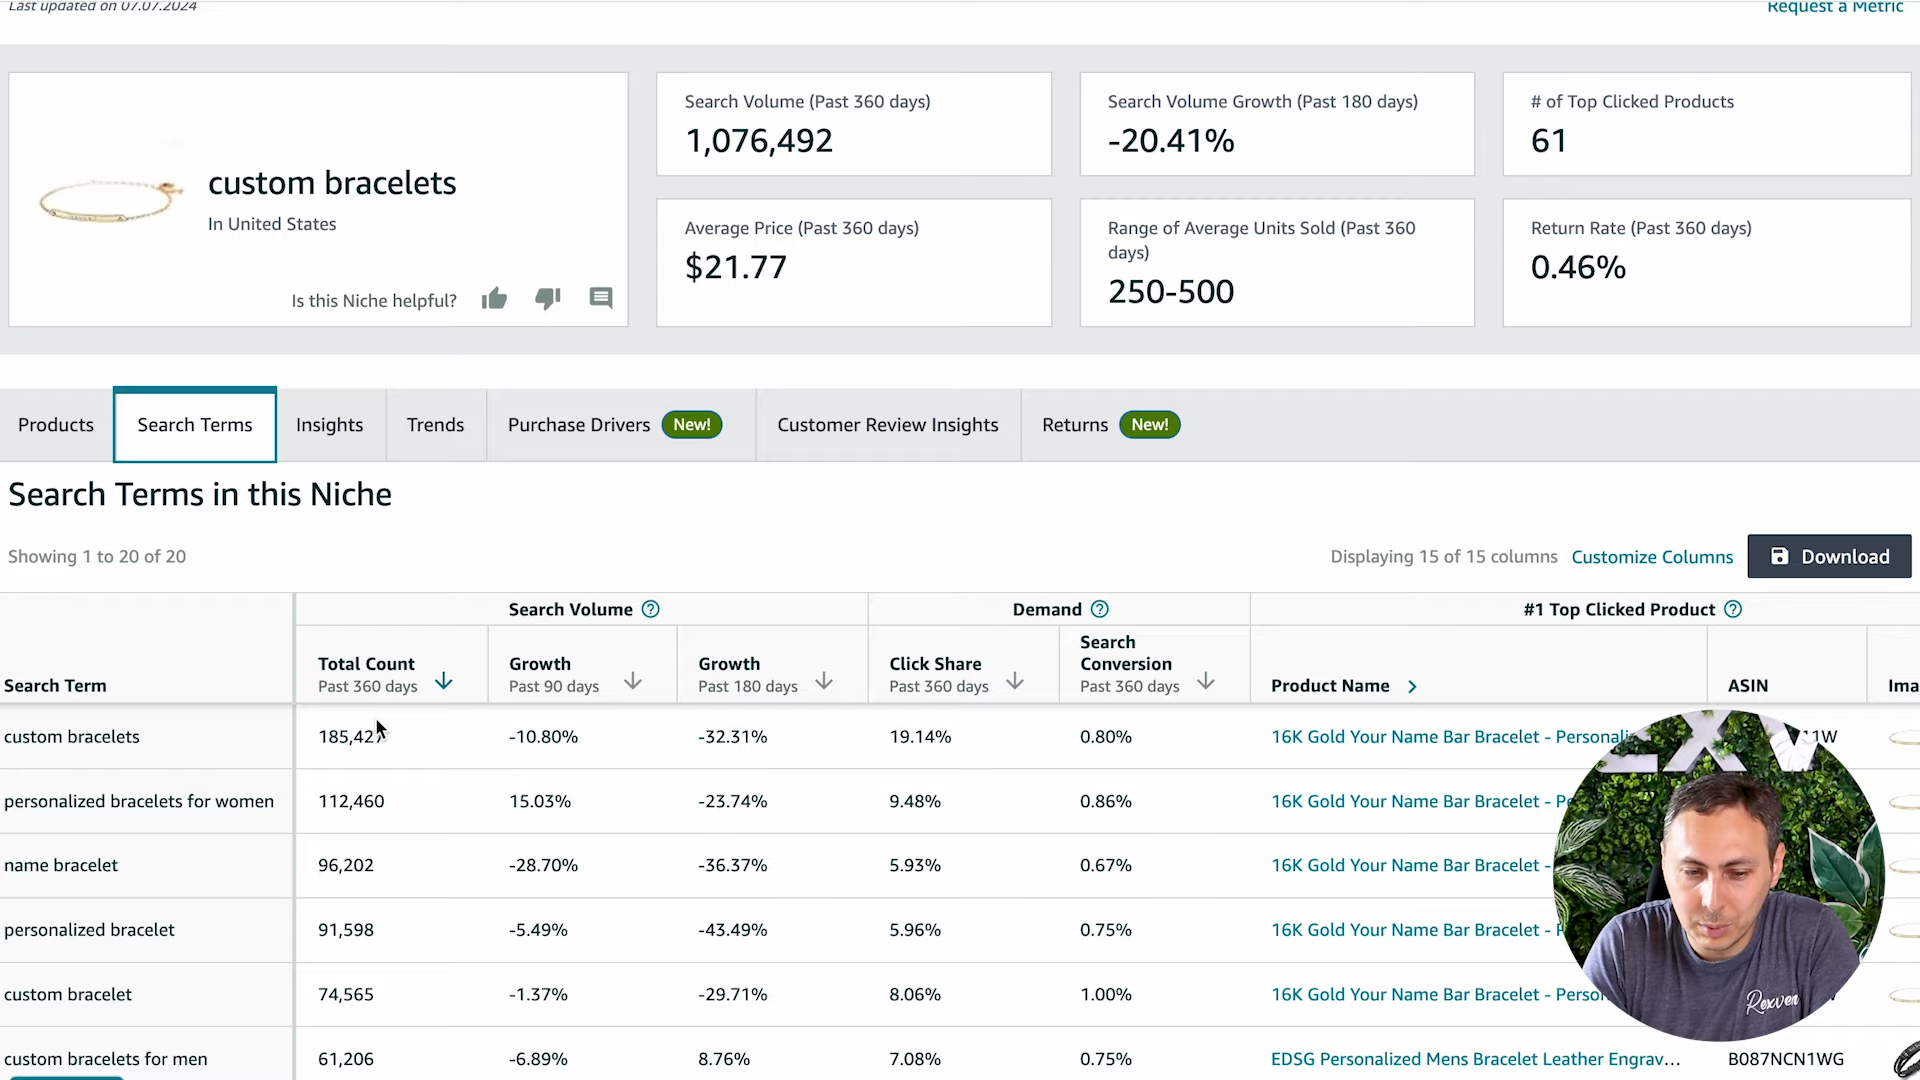 Last updated on 07.07.2024
Request a Metric
custom bracelets
In United States
Is this Niche helpful?
Search Volume (Past 360 days)
1,076,492
Search Volume Growth (Past 180 days)
-20.41%
# of Top Clicked Products
61
Average Price (Past 360 days)
$21.77
Range of Average Units Sold (Past 360
days)
250-500
Return Rate (Past 360 days)
0.46%
Products
Search Terms
Insights
Trends
Purchase Drivers New!
Customer Review Insights
Returns New!
Search Terms in this Niche
Showing 1 to 20 of 20
Displaying 15 of 15 columns Customize Columns Download
Search Volume Demand #1 Top Clicked Product
Search Term
Total Count
Past 360 days
Growth
Past 90 days
Growth
Past 180 days
Click Share
Past 360 days
Search
Conversion
Past 360 days
Product Name ASIN
custom bracelets -10.80% -32.31% 19.14% 0.80% 16K Gold Your Name Bar Bracelet -
personalized bracelets for women 112,460 15.03% -23.74% 9.48% 0.86% 16K Gold Your Name Bar Bracelet -
name bracelet 96,202 -28.70% -36.37% 5.93% 0.67% 16K Gold Your Name Bar Bracelet -
personalized bracelet 91,598 -5.49% -43.49% 5.96% 0.75% 16K Gold Your Name Bar Bracelet -
custom bracelet 74,565 -1.37% -29.71% 8.06% 1.00% 16K Gold Your Name Bar Bracelet -
custom bracelets for men 61,206 -6.89% 8.76% 7.08% 0.75% EDSG Personalized Mens Bracelet Leather Engrav... B087NCN1WG
Rexven